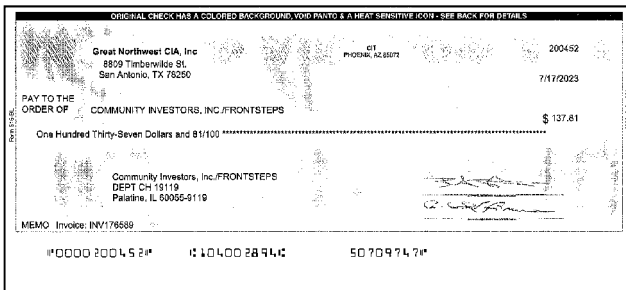 ORIGINAL CHECK HAS A COLORED BACKGROUND, VOID PANTO & A HEAT SENSITIVE ICON - SEE BACK FOR DETAILS
Great Northwest CIA, Inc
8809 Timberwilde St.
San Antonio, TX 78250
CIT
PHOENIX, AZ 85072
200452
7/17/2023
PAY TO THE
ORDER OF COMMUNITY INVESTORS, INC./FRONTSTEPS
$ 137.81
One Hundred Thirty-Seven Dollars and 81/100
Community Investors, Inc./FRONTSTEPS
DEPT CH 19119
Palatine, IL 60055-9119
MEMO Invoice: INV176589
⑈0000200452⑈ ⑆104002894⑆ 50709747⑈